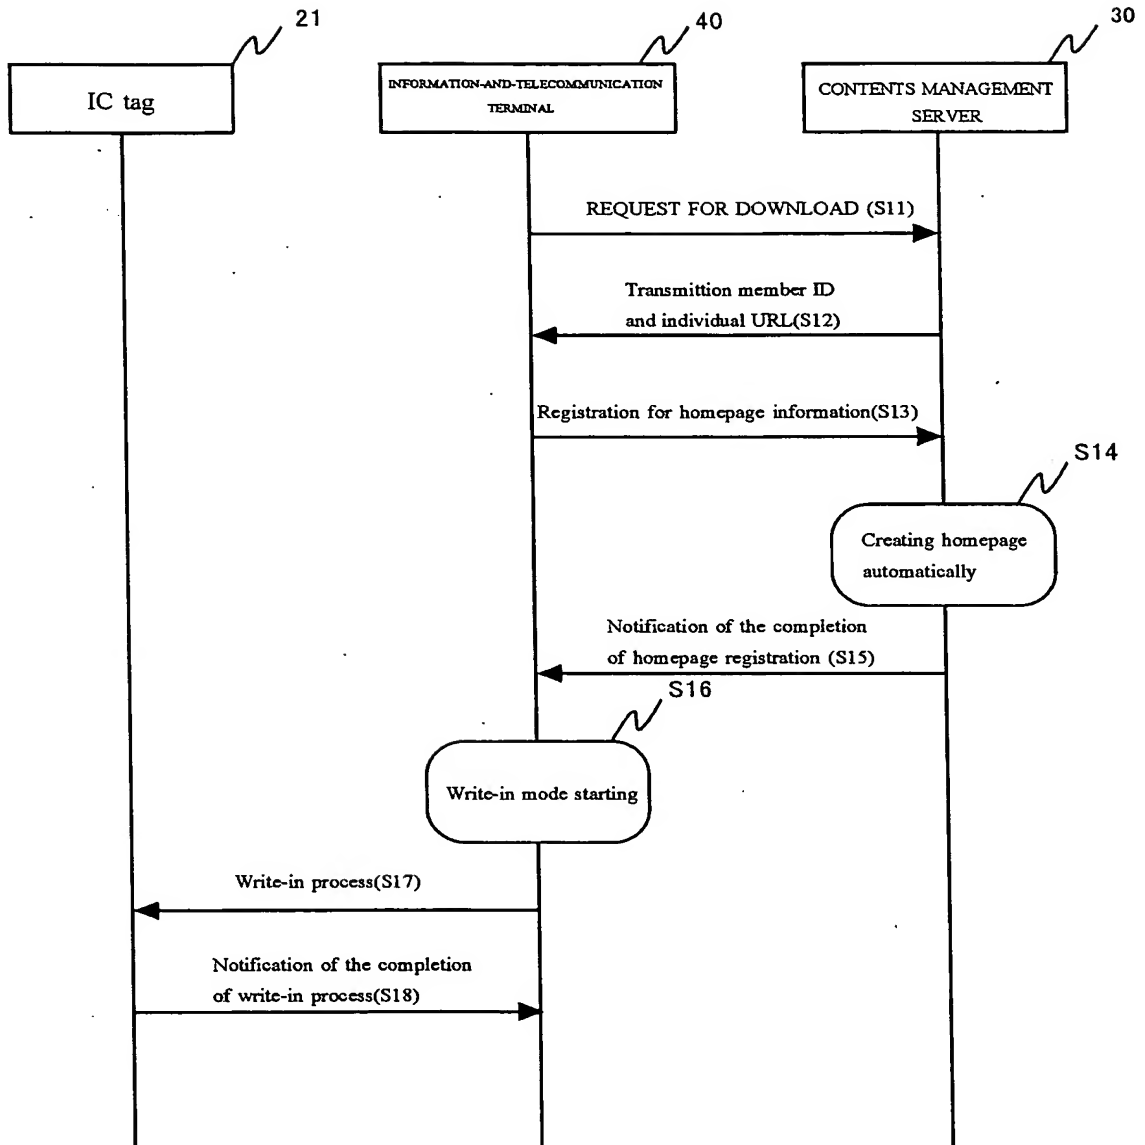 21
40
30
IC tag
INFORMATION-AND-TELECOMMUNICATION
TERMINAL
CONTENTS MANAGEMENT
SERVER
REQUEST FOR DOWNLOAD (S11)
Transmittion member ID
and individual URL(S12)
Registration for homepage information(S13)
S14
Creating homepage
automatically
Notification of the completion
of homepage registration (S15)
S16
Write-in mode starting
Write-in process(S17)
Notification of the completion
of write-in process(S18)